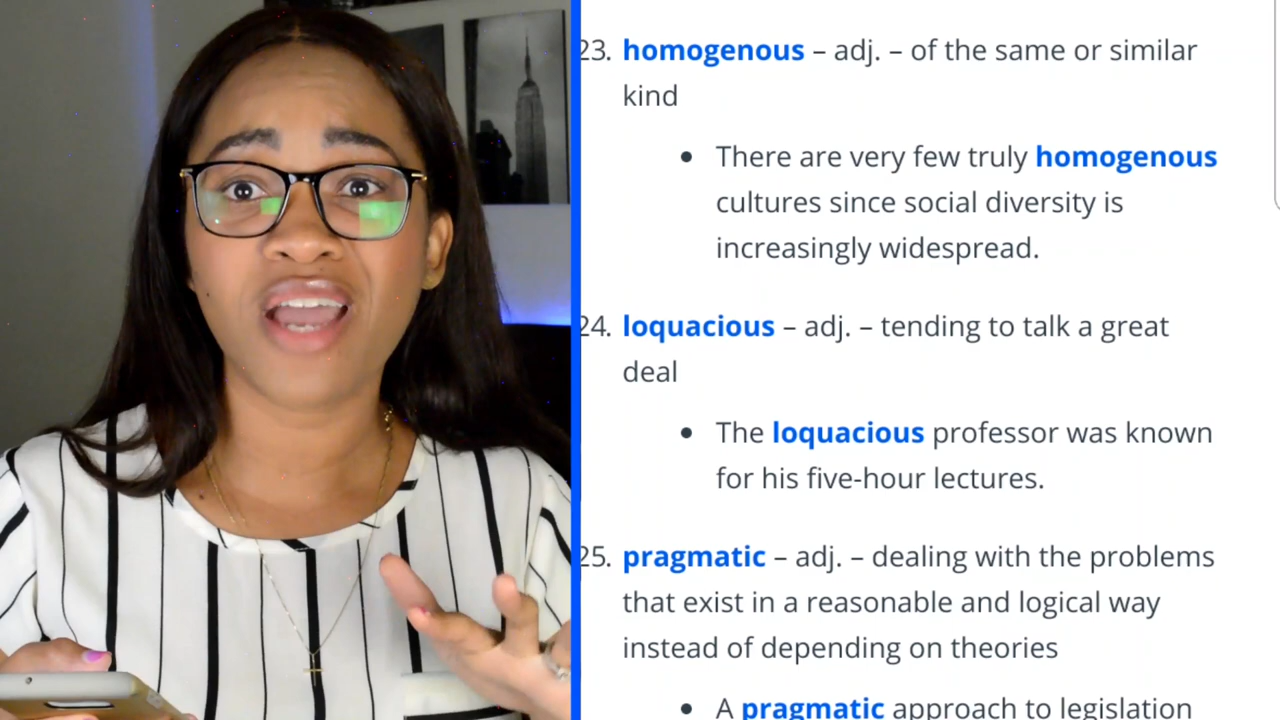 23. homogenous – adj. – of the same or similar
kind
• There are very few truly homogenous
cultures since social diversity is
increasingly widespread.
24. loquacious – adj. – tending to talk a great
deal
• The loquacious professor was known
for his five-hour lectures.
25. pragmatic – adj. – dealing with the problems
that exist in a reasonable and logical way
instead of depending on theories
• A pragmatic approach to legislation